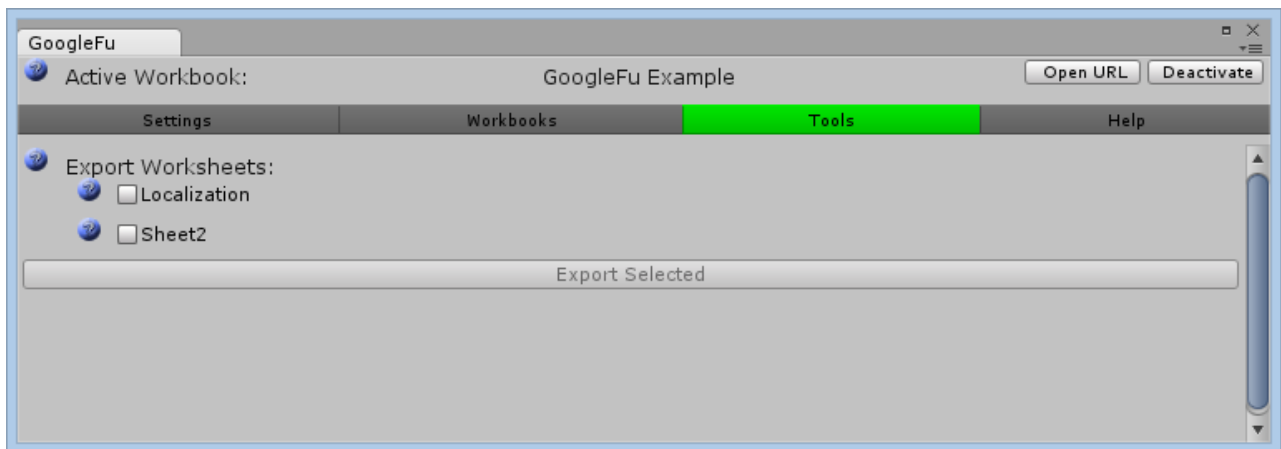 GoogleFu
Active Workbook: GoogleFu Example Open URL Deactivate
Settings Workbooks Tools Help
Export Worksheets:
Localization
Sheet2
Export Selected